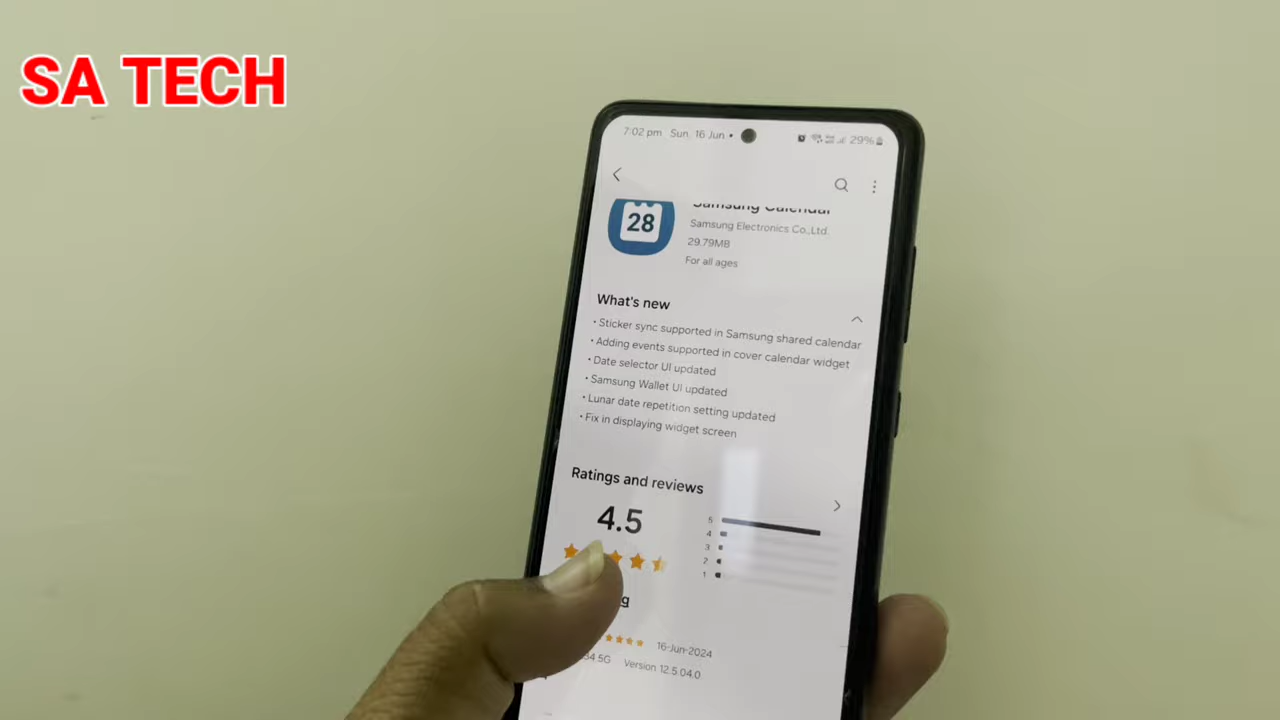 SA TECH
7:02 pm Sun, 16 Jun •
29%
Samsung Calendar
28
Samsung Electronics Co.,Ltd.
29.79MB
For all ages
What's new
• Sticker sync supported in Samsung shared calendar
• Adding events supported in cover calendar widget
• Date selector UI updated
• Samsung Wallet UI updated
• Lunar date repetition setting updated
• Fix in displaying widget screen
Ratings and reviews
4.5
5
4
3
2
1
16-Jun-2024
Version 12.5.04.0